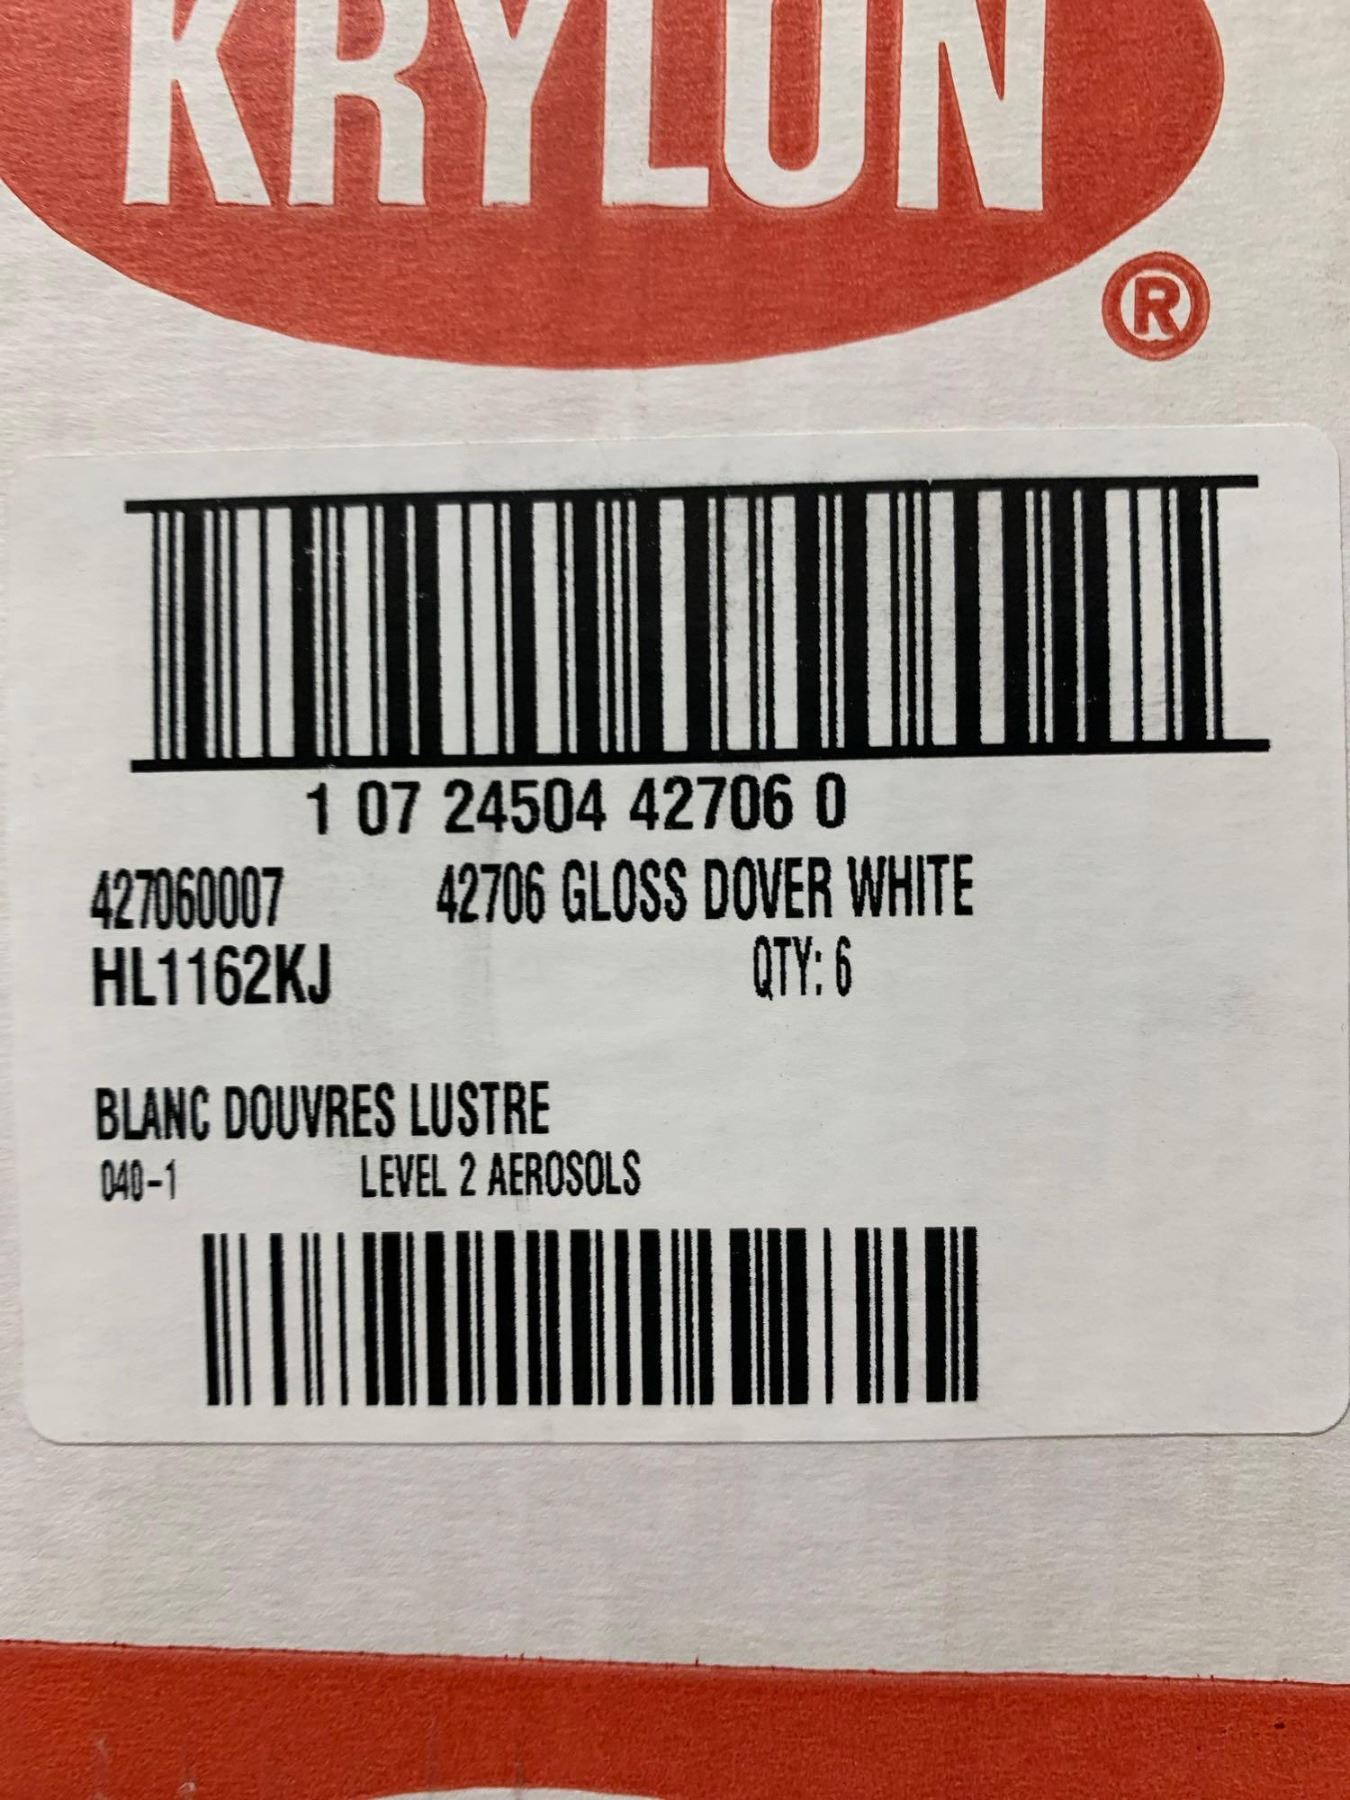 KRYLON
®
1 07 24504 42706 0
427060007 42706 GLOSS DOVER WHITE
HL1162KJ QTY: 6
BLANC DOUVRES LUSTRE
040-1 LEVEL 2 AEROSOLS